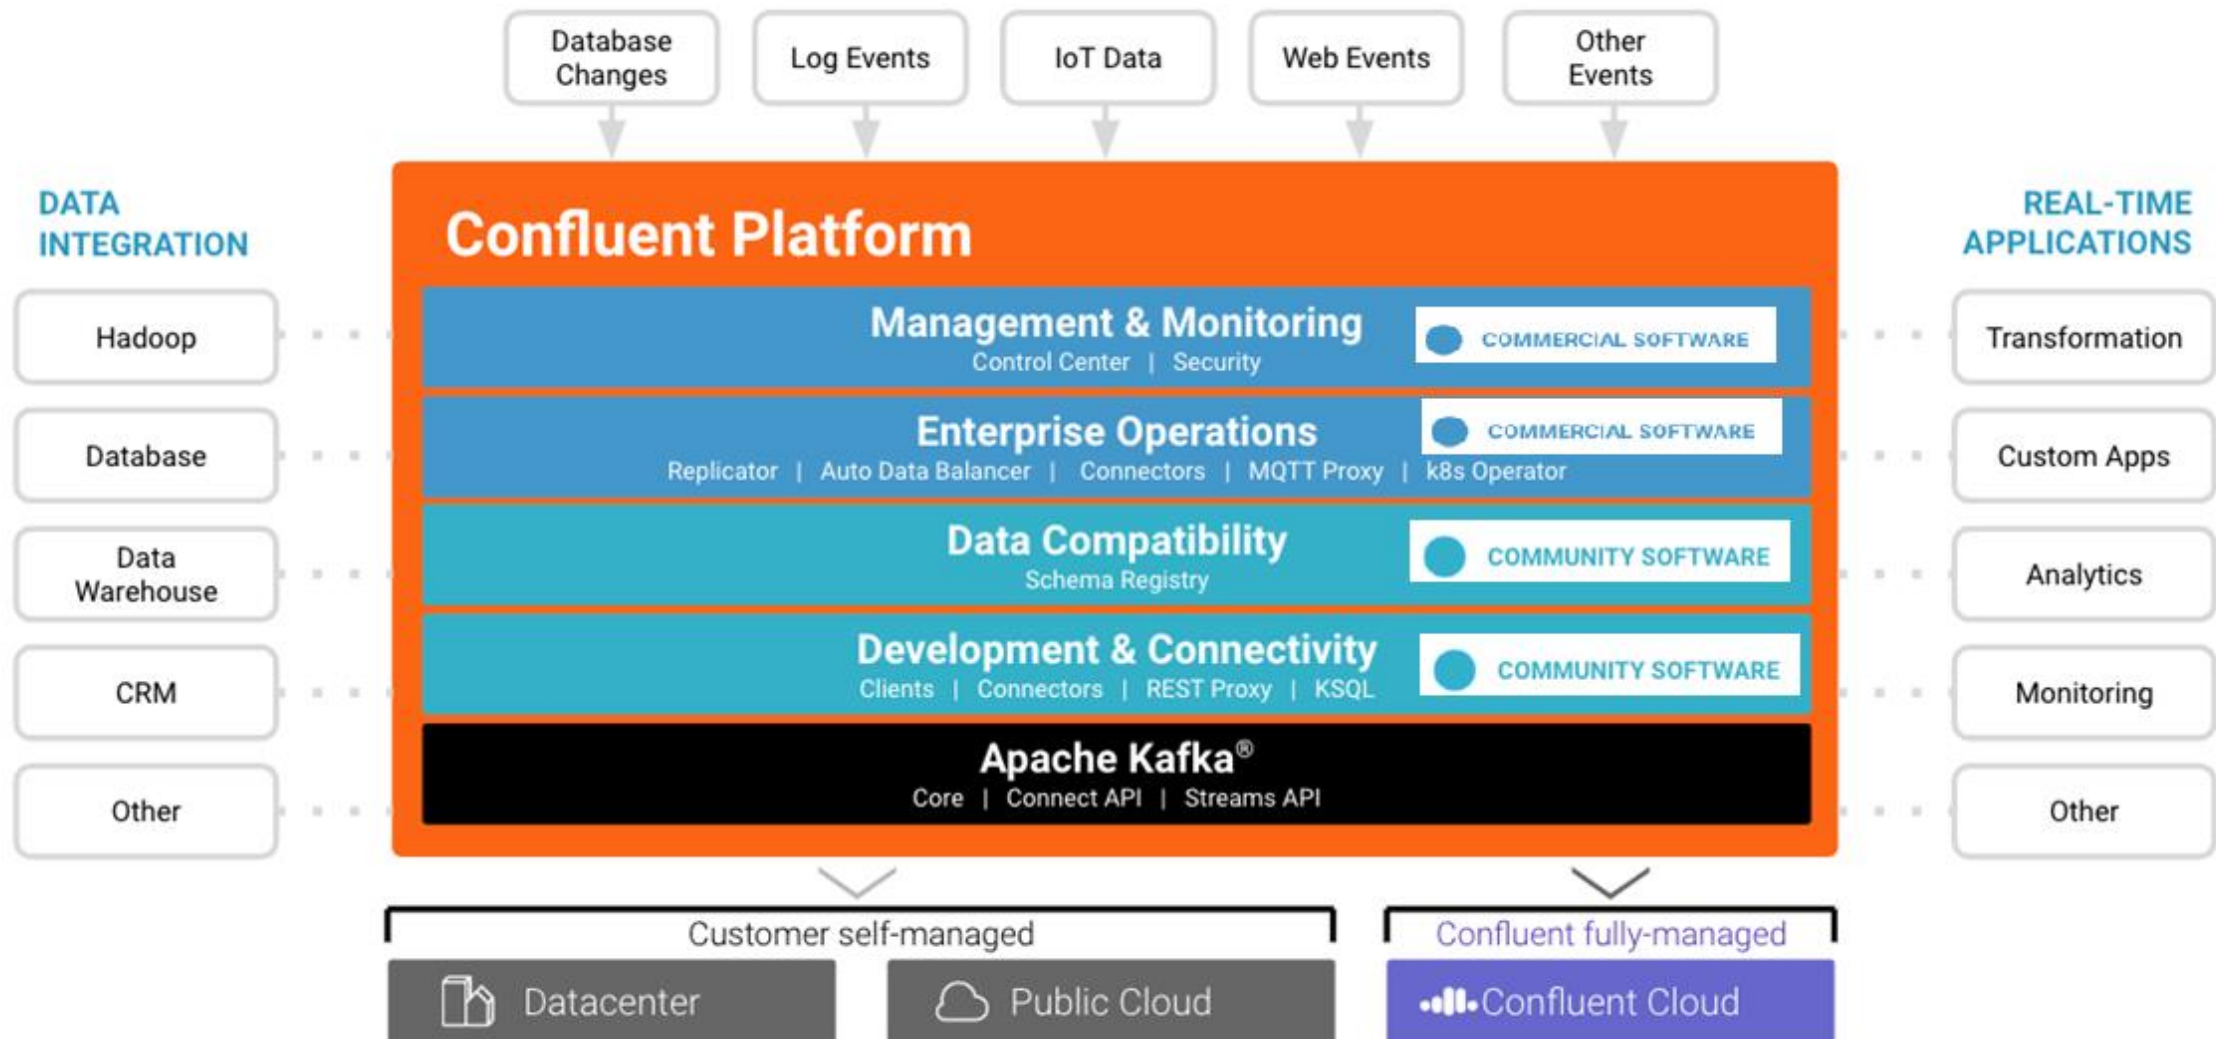 Database
Changes
Log Events
IoT Data
Web Events
Other
Events
DATA
INTEGRATION
Hadoop
Database
Data
Warehouse
CRM
Other
Confluent Platform
Management & Monitoring
Control Center | Security
COMMERCIAL SOFTWARE
Enterprise Operations
Replicator | Auto Data Balancer | Connectors | MQTT Proxy | k8s Operator
COMMERCIAL SOFTWARE
Data Compatibility
Schema Registry
COMMUNITY SOFTWARE
Development & Connectivity
Clients | Connectors | REST Proxy | KSQL
COMMUNITY SOFTWARE
Apache Kafka®
Core | Connect API | Streams API
REAL-TIME
APPLICATIONS
Transformation
Custom Apps
Analytics
Monitoring
Other
Customer self-managed
Datacenter
Public Cloud
Confluent fully-managed
Confluent Cloud